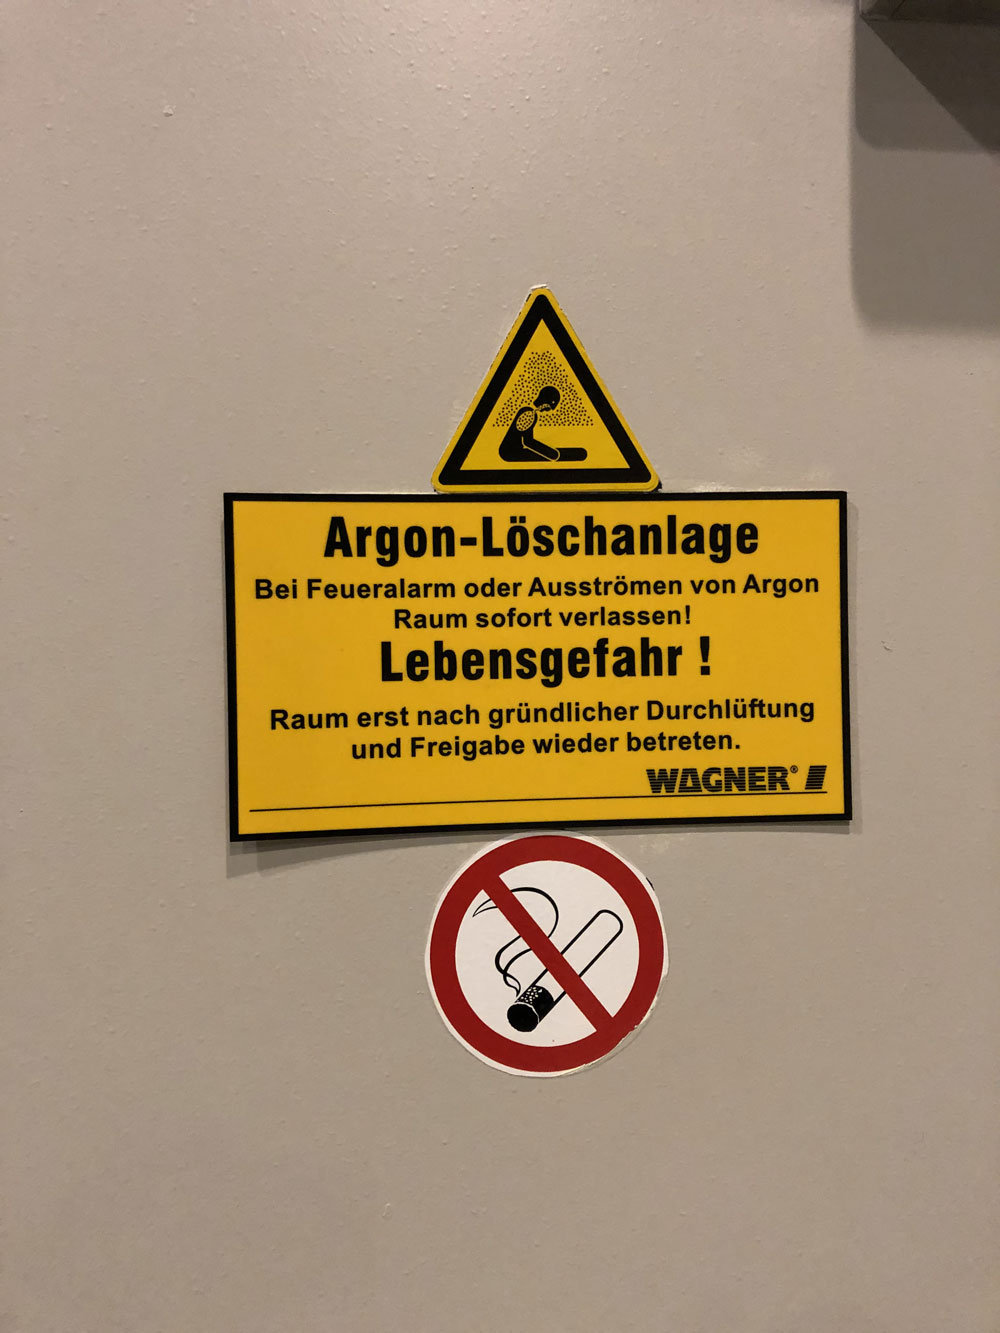 Argon-Löschanlage
Bei Feueralarm oder Ausströmen von Argon
Raum sofort verlassen!
Lebensgefahr !
Raum erst nach gründlicher Durchlüftung
und Freigabe wieder betreten.
WAGNER®